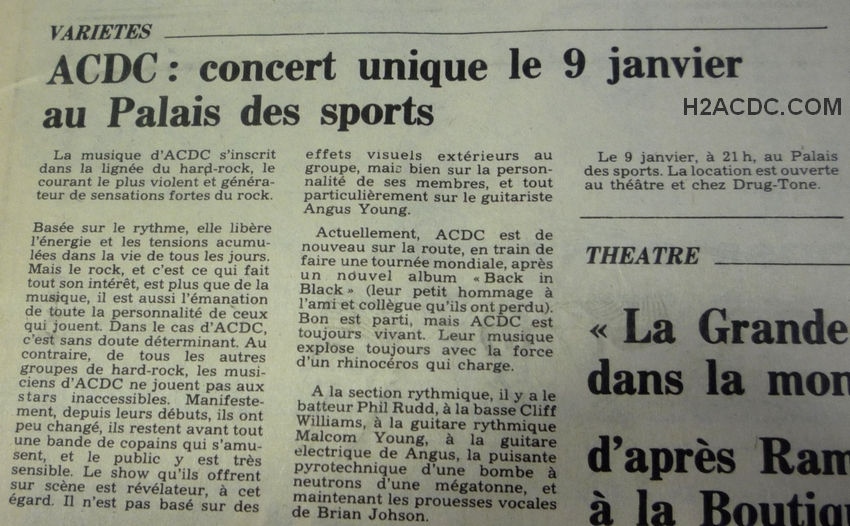 VARIETES
ACDC : concert unique le 9 janvier
au Palais des sports
H2ACDC.COM
La musique d'ACDC s'inscrit
dans la lignée du hard-rock, le
courant le plus violent et généra-
teur de sensations fortes du rock.
Basée sur le rythme, elle libère
l'énergie et les tensions acumu-
lées dans la vie de tous les jours.
Mais le rock, et c'est ce qui fait
tout son intérêt, est plus que de la
musique, il est aussi l'émanation
de toute la personnalité de ceux
qui jouent. Dans le cas d'ACDC,
c'est sans doute déterminant. Au
contraire, de tous les autres
groupes de hard-rock, les musi-
ciens d'ACDC ne jouent pas aux
stars inaccessibles. Manifeste-
ment, depuis leurs débuts, ils ont
peu changé, ils restent avant tout
une bande de copains qui s'amu-
sent, et le public y est très
sensible. Le show qu'ils offrent
sur scène est révélateur, à cet
égard. Il n'est pas basé sur des
effets visuels extérieurs au
groupe, mais bien sur la person-
nalité de ses membres, et tout
particulièrement sur le guitariste
Angus Young.
Actuellement, ACDC est de
nouveau sur la route, en train de
faire une tournée mondiale, après
un nouvel album « Back in
Black » (leur petit hommage à
l'ami et collègue qu'ils ont perdu).
Bon est parti, mais ACDC est
toujours vivant. Leur musique
explose toujours avec la force
d'un rhinocéros qui charge.
A la section rythmique, il y a le
batteur Phil Rudd, à la basse Cliff
Williams, à la guitare rythmique
Malcom Young, à la guitare
electrique de Angus, la puisante
pyrotechnique d'une bombe à
neutrons d'une mégatonne, et
maintenant les prouesses vocales
de Brian Johson.
Le 9 janvier, à 21 h, au Palais
des sports. La location est ouverte
au théâtre et chez Drug-Tone.
THEATRE
« La Grande
dans la mon
d'après Ram
à la Boutiq